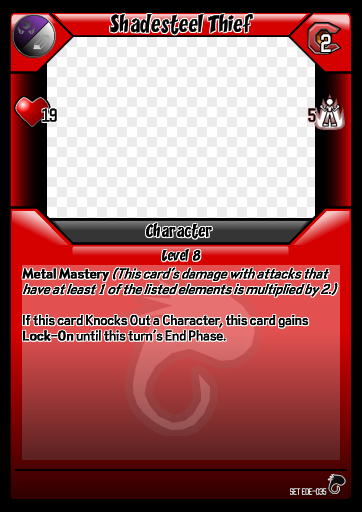 Shadesteel Thief
2
19
5
Character
Level 8
Metal Mastery (This card's damage with attacks that
have at least 1 of the listed elements is multiplied by 2.)
If this card Knocks Out a Character, this card gains
Lock-On until this turn's End Phase.
SET EOE-035